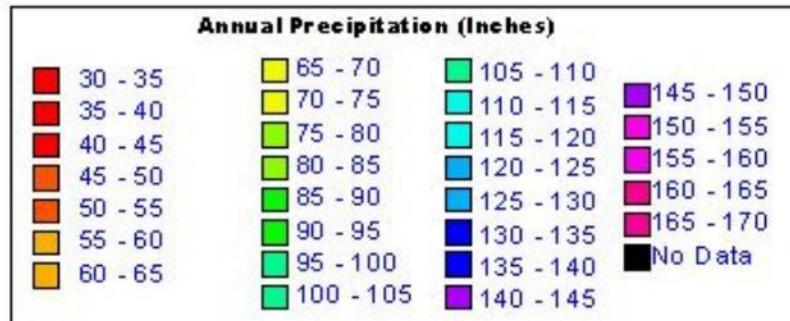 Annual Precipitation (Inches)
30 - 35
35 - 40
40 - 45
45 - 50
50 - 55
55 - 60
60 - 65
65 - 70
70 - 75
75 - 80
80 - 85
85 - 90
90 - 95
95 - 100
100 - 105
105 - 110
110 - 115
115 - 120
120 - 125
125 - 130
130 - 135
135 - 140
140 - 145
145 - 150
150 - 155
155 - 160
160 - 165
165 - 170
No Data